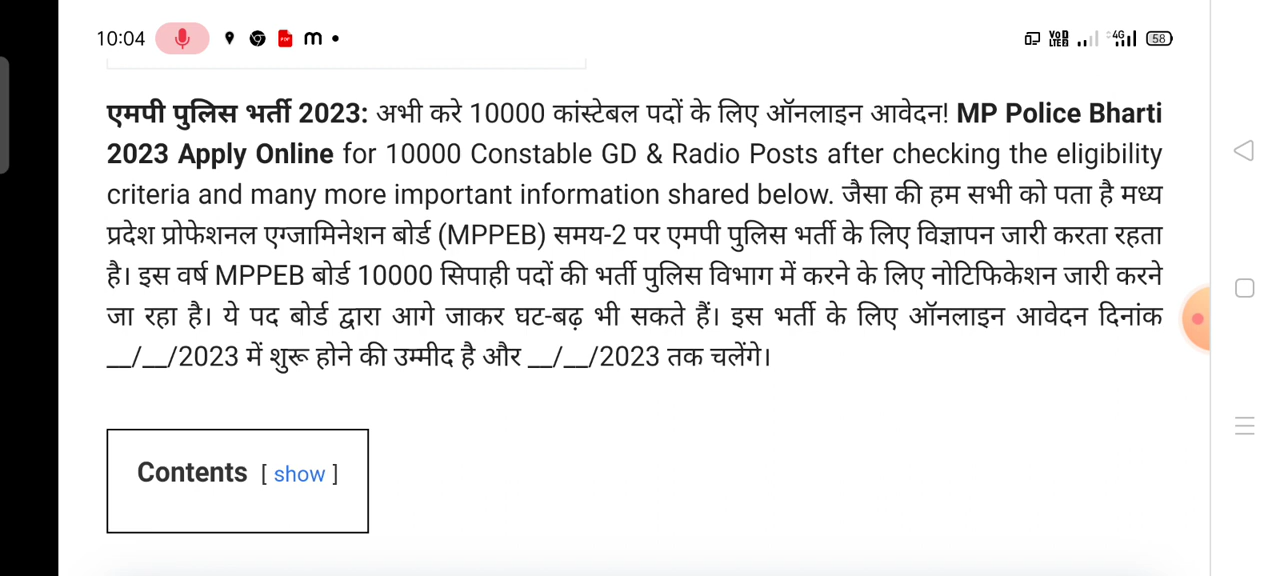 10:04
VoD LTE2 4G 58
एमपी पुलिस भर्ती 2023: अभी करे 10000 कांस्टेबल पदों के लिए ऑनलाइन आवेदन! MP Police Bharti
2023 Apply Online for 10000 Constable GD & Radio Posts after checking the eligibility
criteria and many more important information shared below. जैसा की हम सभी को पता है मध्य
प्रदेश प्रोफेशनल एग्जामिनेशन बोर्ड (MPPEB) समय-2 पर एमपी पुलिस भर्ती के लिए विज्ञापन जारी करता रहता
है। इस वर्ष MPPEB बोर्ड 10000 सिपाही पदों की भर्ती पुलिस विभाग में करने के लिए नोटिफिकेशन जारी करने
जा रहा है। ये पद बोर्ड द्वारा आगे जाकर घट-बढ़ भी सकते हैं। इस भर्ती के लिए ऑनलाइन आवेदन दिनांक
__/__/2023 में शुरू होने की उम्मीद है और __/__/2023 तक चलेंगे।
Contents [ show ]